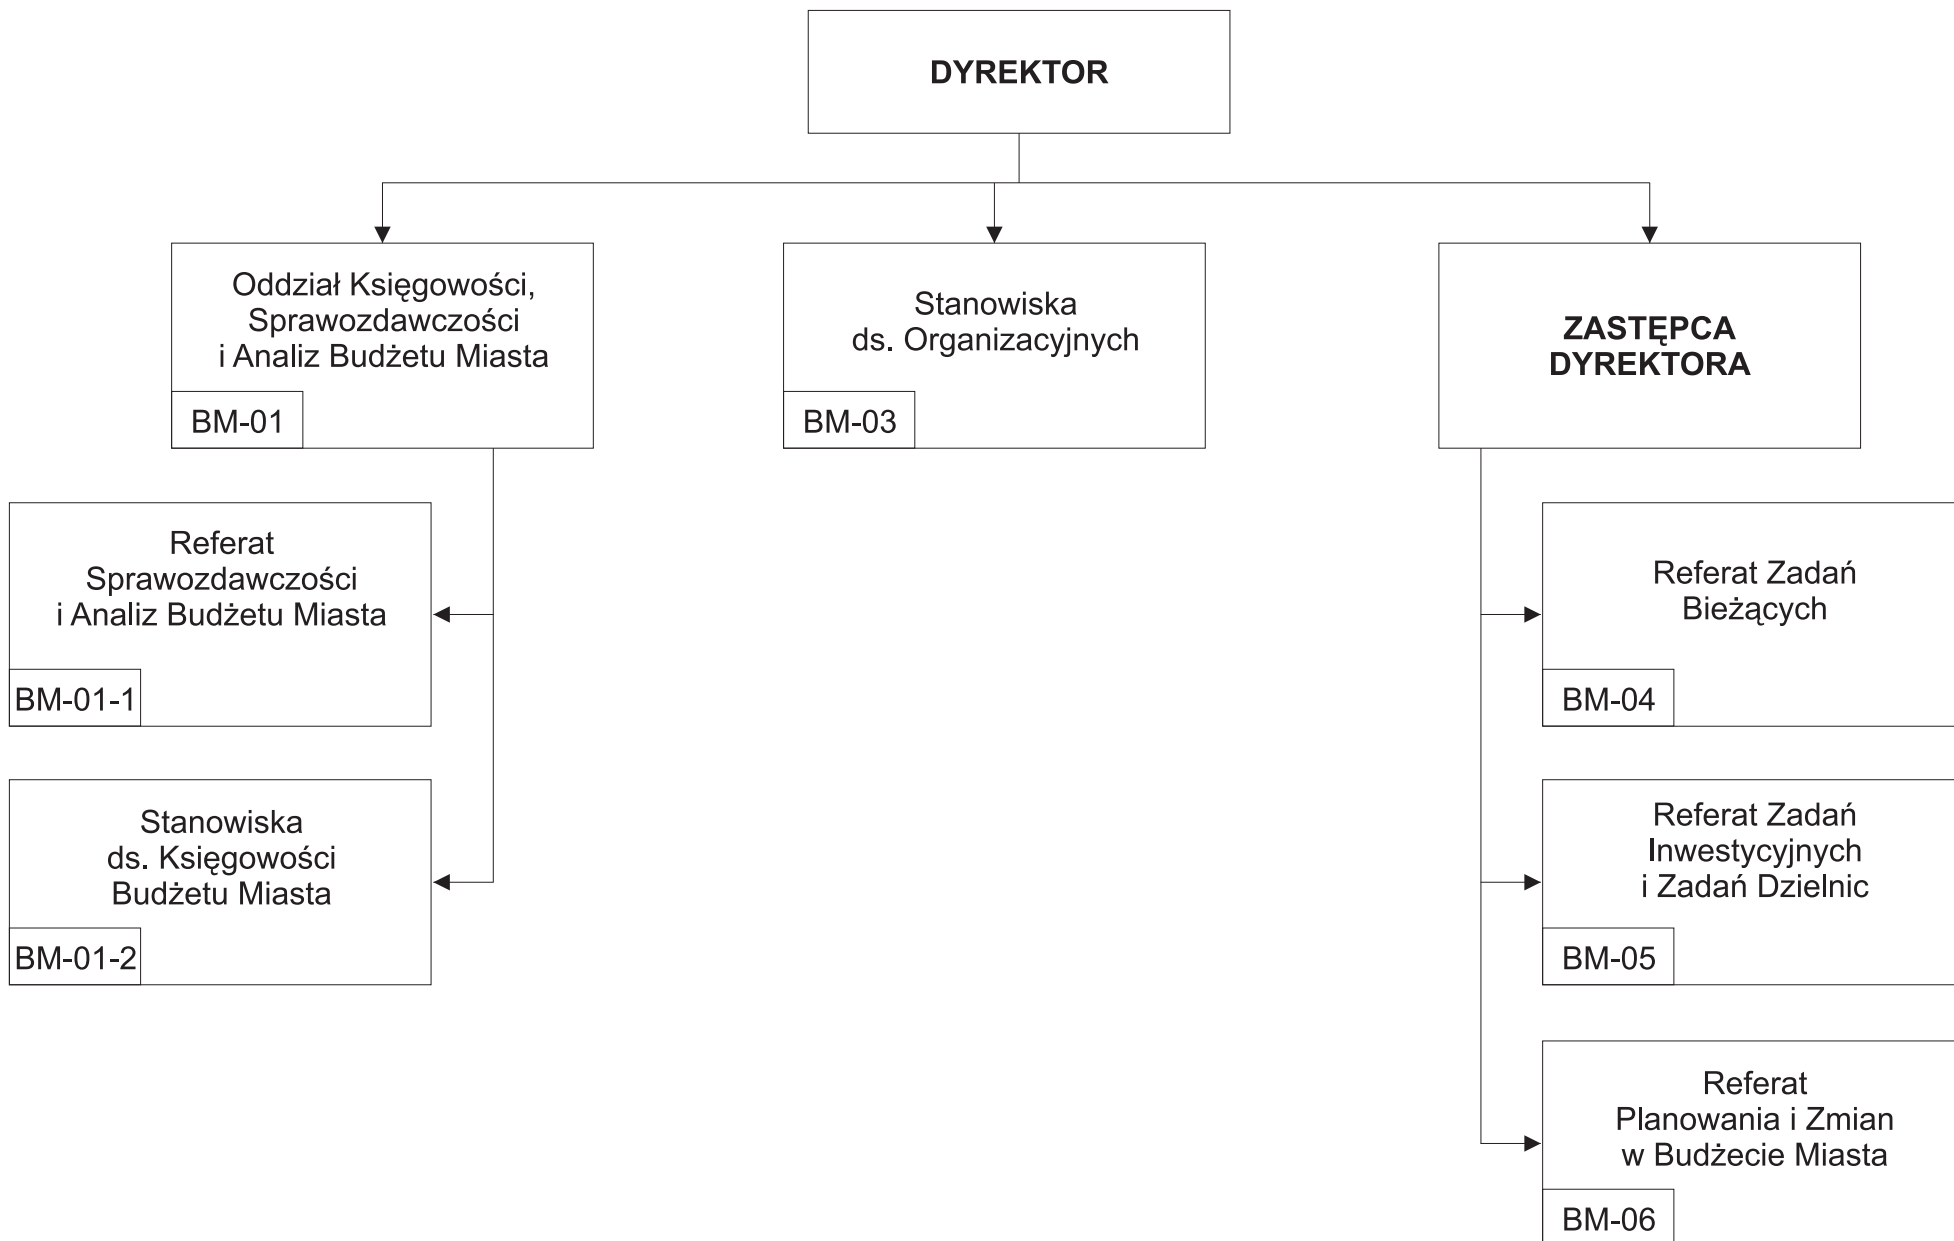 DYREKTOR
Oddział Księgowości,
Sprawozdawczości
i Analiz Budżetu Miasta
BM-01
Stanowiska
ds. Organizacyjnych
BM-03
ZASTĘPCA
DYREKTORA
Referat
Sprawozdawczości
i Analiz Budżetu Miasta
BM-01-1
Stanowiska
ds. Księgowości
Budżetu Miasta
BM-01-2
Referat Zadań
Bieżących
BM-04
Referat Zadań
Inwestycyjnych
i Zadań Dzielnic
BM-05
Referat
Planowania i Zmian
w Budżecie Miasta
BM-06